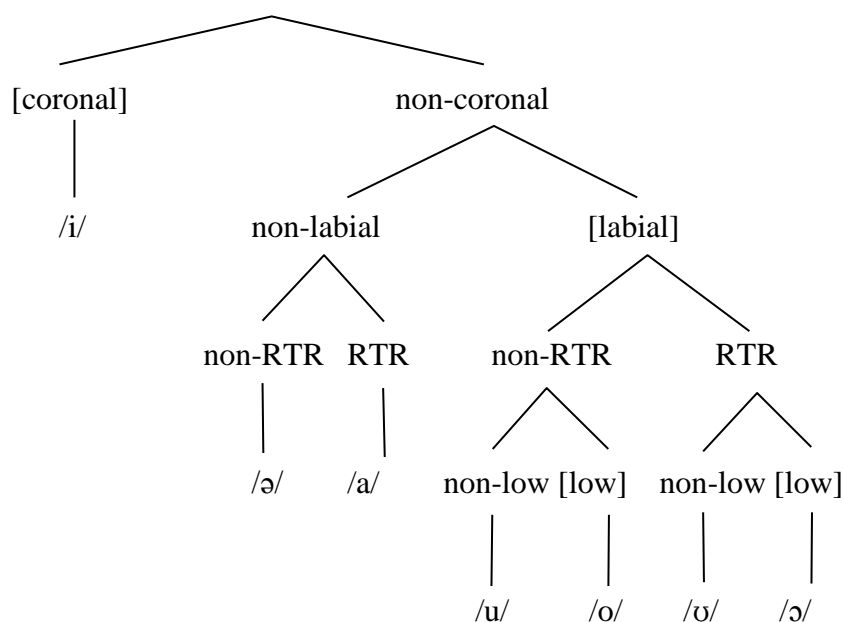 [coronal] non-coronal
/i/ non-labial [labial]
non-RTR RTR non-RTR RTR
/ə/ /a/ non-low [low] non-low [low]
/u/ /o/ /ʊ/ /ɔ/